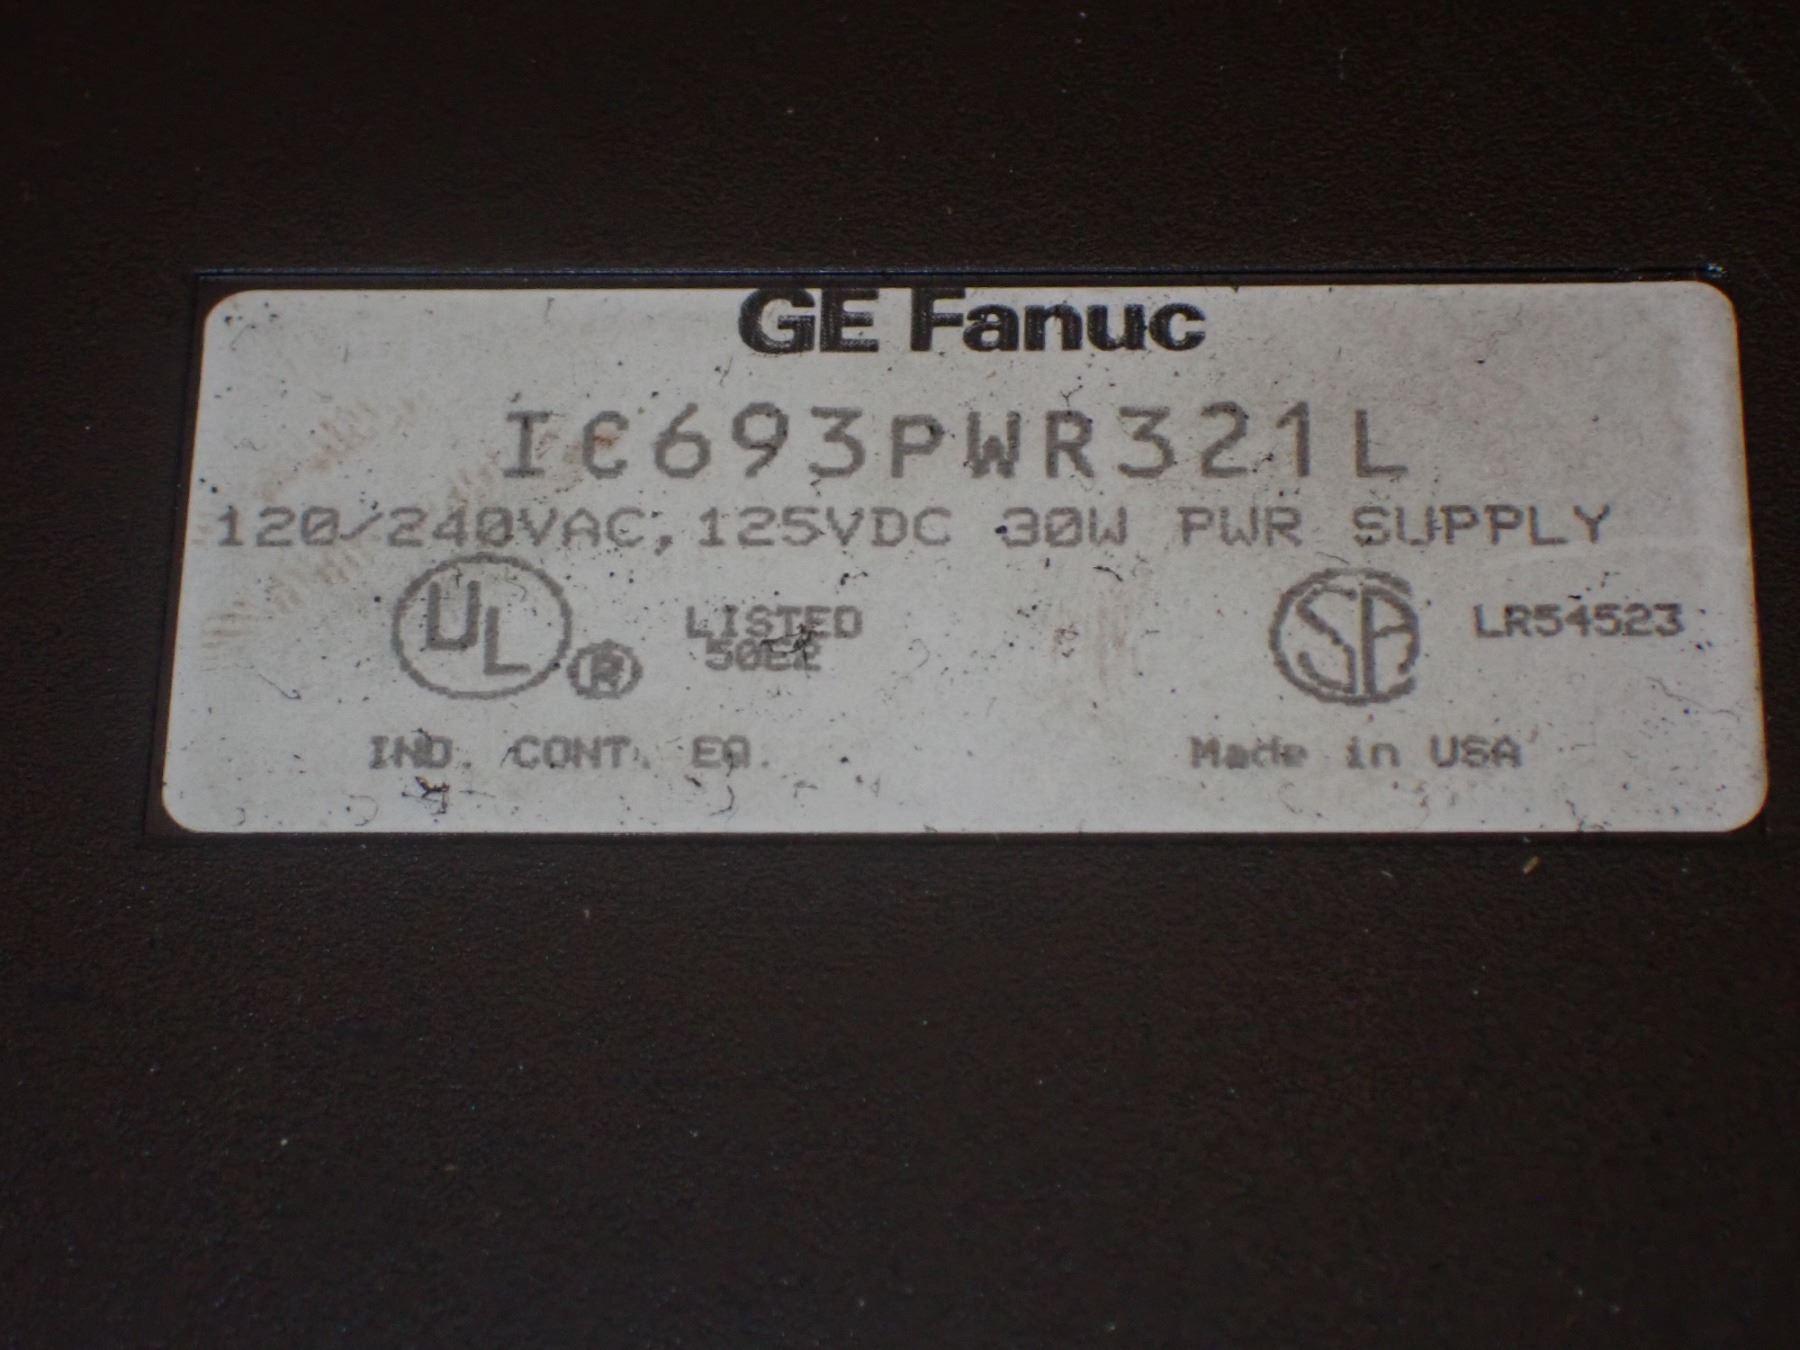 GE Fanuc
IC693PWR321L
120/240VAC, 125VDC 30W PWR SUPPLY
UL ® LISTED SA LR54523
50E2
IND. CONT. EQ. Made in USA